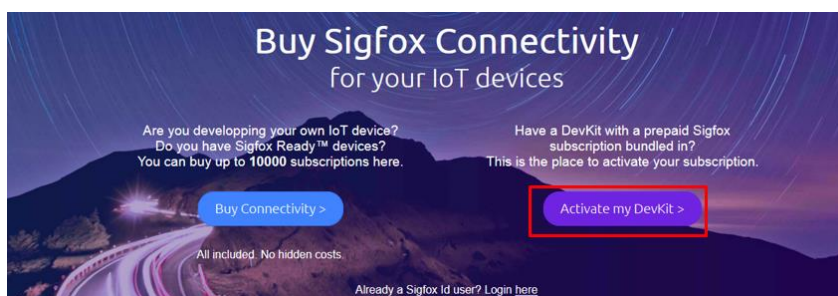 Buy Sigfox Connectivity
for your IoT devices
Are you developping your own IoT device?
Do you have Sigfox Ready™ devices?
You can buy up to 10000 subscriptions here.
Buy Connectivity >
All included. No hidden costs.
Have a DevKit with a prepaid Sigfox
subscription bundled in?
This is the place to activate your subscription.
Activate my DevKit >
Already a Sigfox Id user? Login here